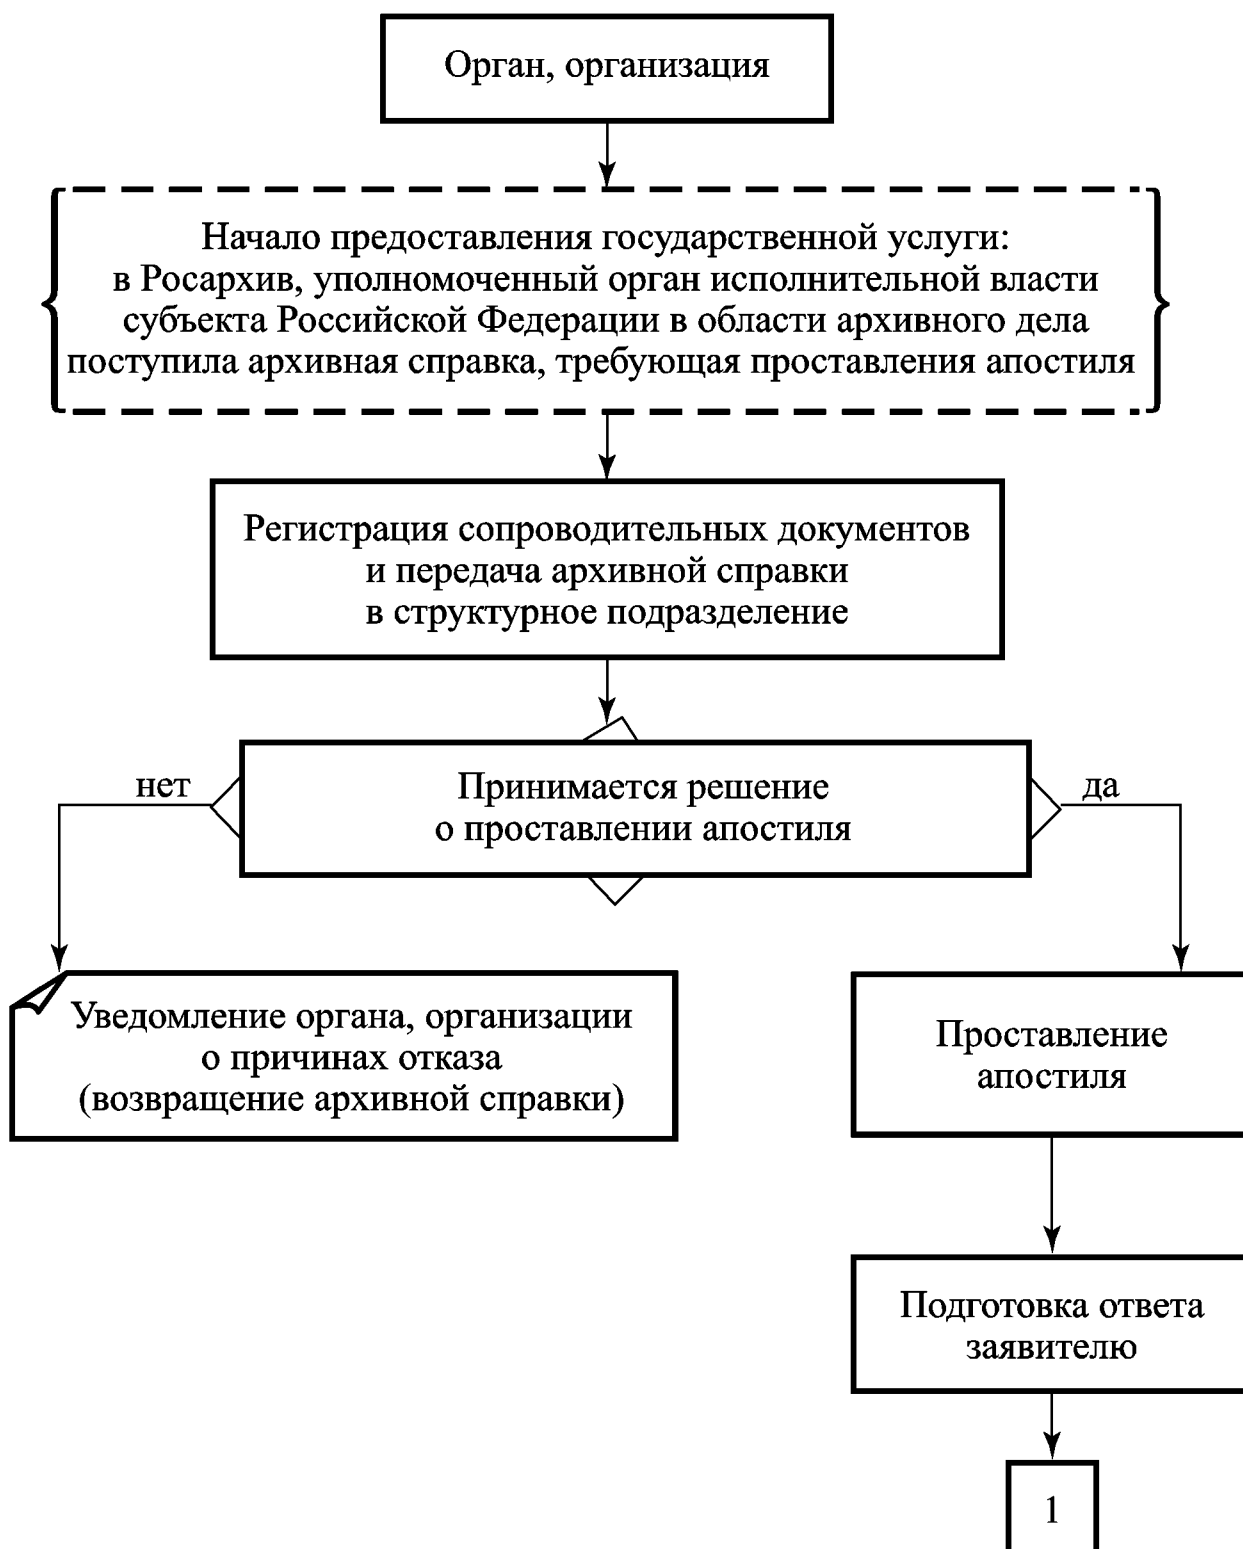 Орган, организация
Начало предоставления государственной услуги:
в Росархив, уполномоченный орган исполнительной власти
субъекта Российской Федерации в области архивного дела
поступила архивная справка, требующая проставления апостиля
Регистрация сопроводительных документов
и передача архивной справки
в структурное подразделение
нет
Принимается решение
о проставлении апостиля
да
Уведомление органа, организации
о причинах отказа
(возвращение архивной справки)
Проставление
апостиля
Подготовка ответа
заявителю
1